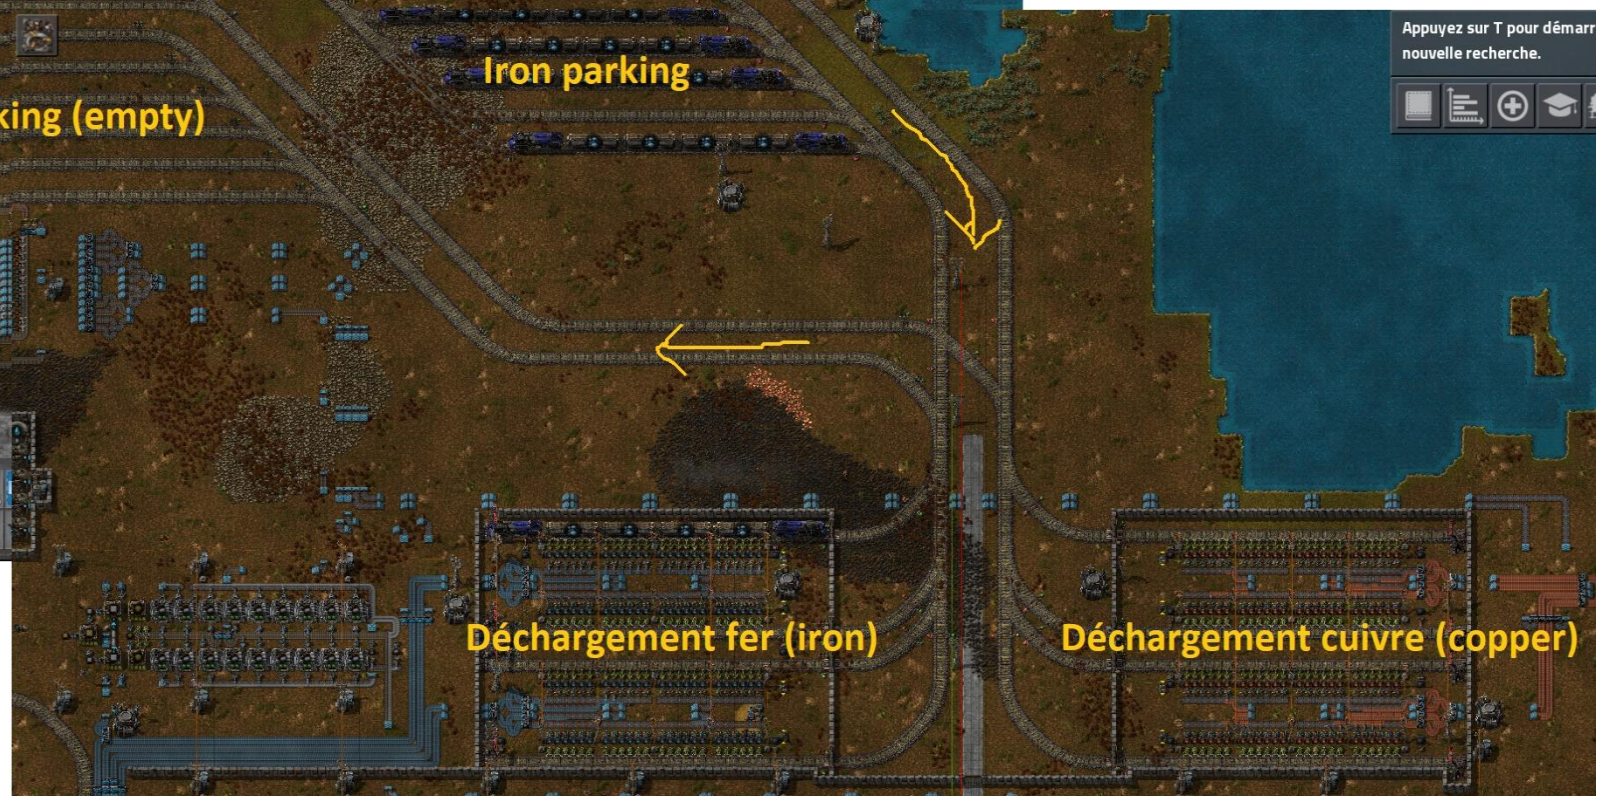 Appuyez sur T pour démarr
nouvelle recherche.
Iron parking
king (empty)
Déchargement fer (iron)
Déchargement cuivre (copper)